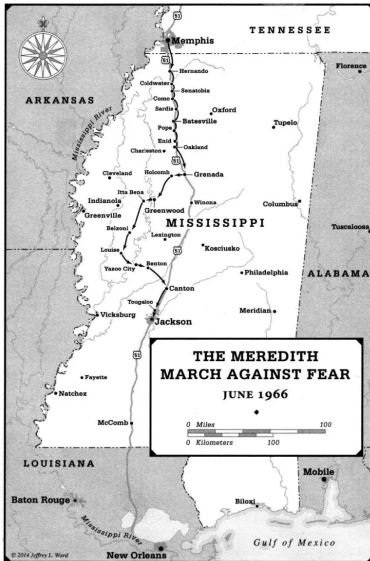 51
TENNESSEE
Memphis
Hernando
Florence
Coldwater
Senatobia
Como
ARKANSAS
Sardis
Oxford
Mississippi River
Batesville
Pope
Tupelo
Enid
51
Oakland
Charleston
Cleveland
Holcomb
Grenada
Itta Bena
Indianola
Winona
Columbus
Greenwood
Greenville
MISSISSIPPI
Tuscaloosa
Belzoni
Lexington
Kosciusko
Louise
Benton
Yazoo City
Philadelphia
ALABAMA
Canton
Tougaloo
Vicksburg
Meridian
Jackson
51
THE MEREDITH
MARCH AGAINST FEAR
JUNE 1966
Fayette
Natchez
0 Miles 100
0 Kilometers 100
McComb
LOUISIANA
Mobile
Baton Rouge
Biloxi
Mississippi River
Gulf of Mexico
New Orleans
© 2014 Jeffrey L. Ward